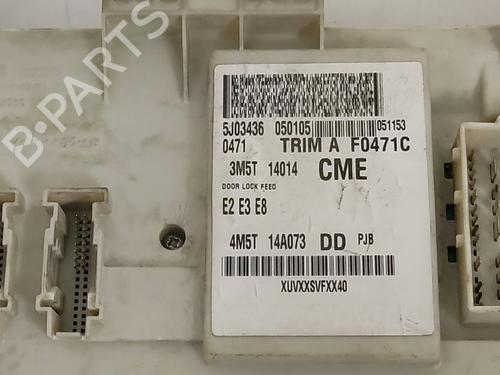 B-PARTS
5J03436 050105 051153
0471 TRIM A F0471C
3M5T 14014 CME
DOOR LOCK FEED
E2 E3 E8
4M5T 14A073 DD PJB
XUVXXSVFXX40
B-PARTS